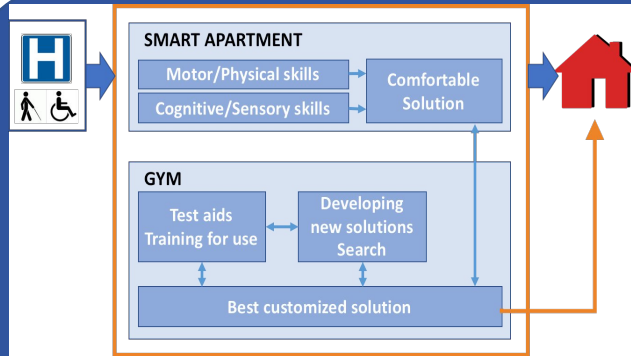 H
SMART APARTMENT
Motor/Physical skills
Cognitive/Sensory skills
Comfortable
Solution
GYM
Test aids
Training for use
Developing
new solutions
Search
Best customized solution